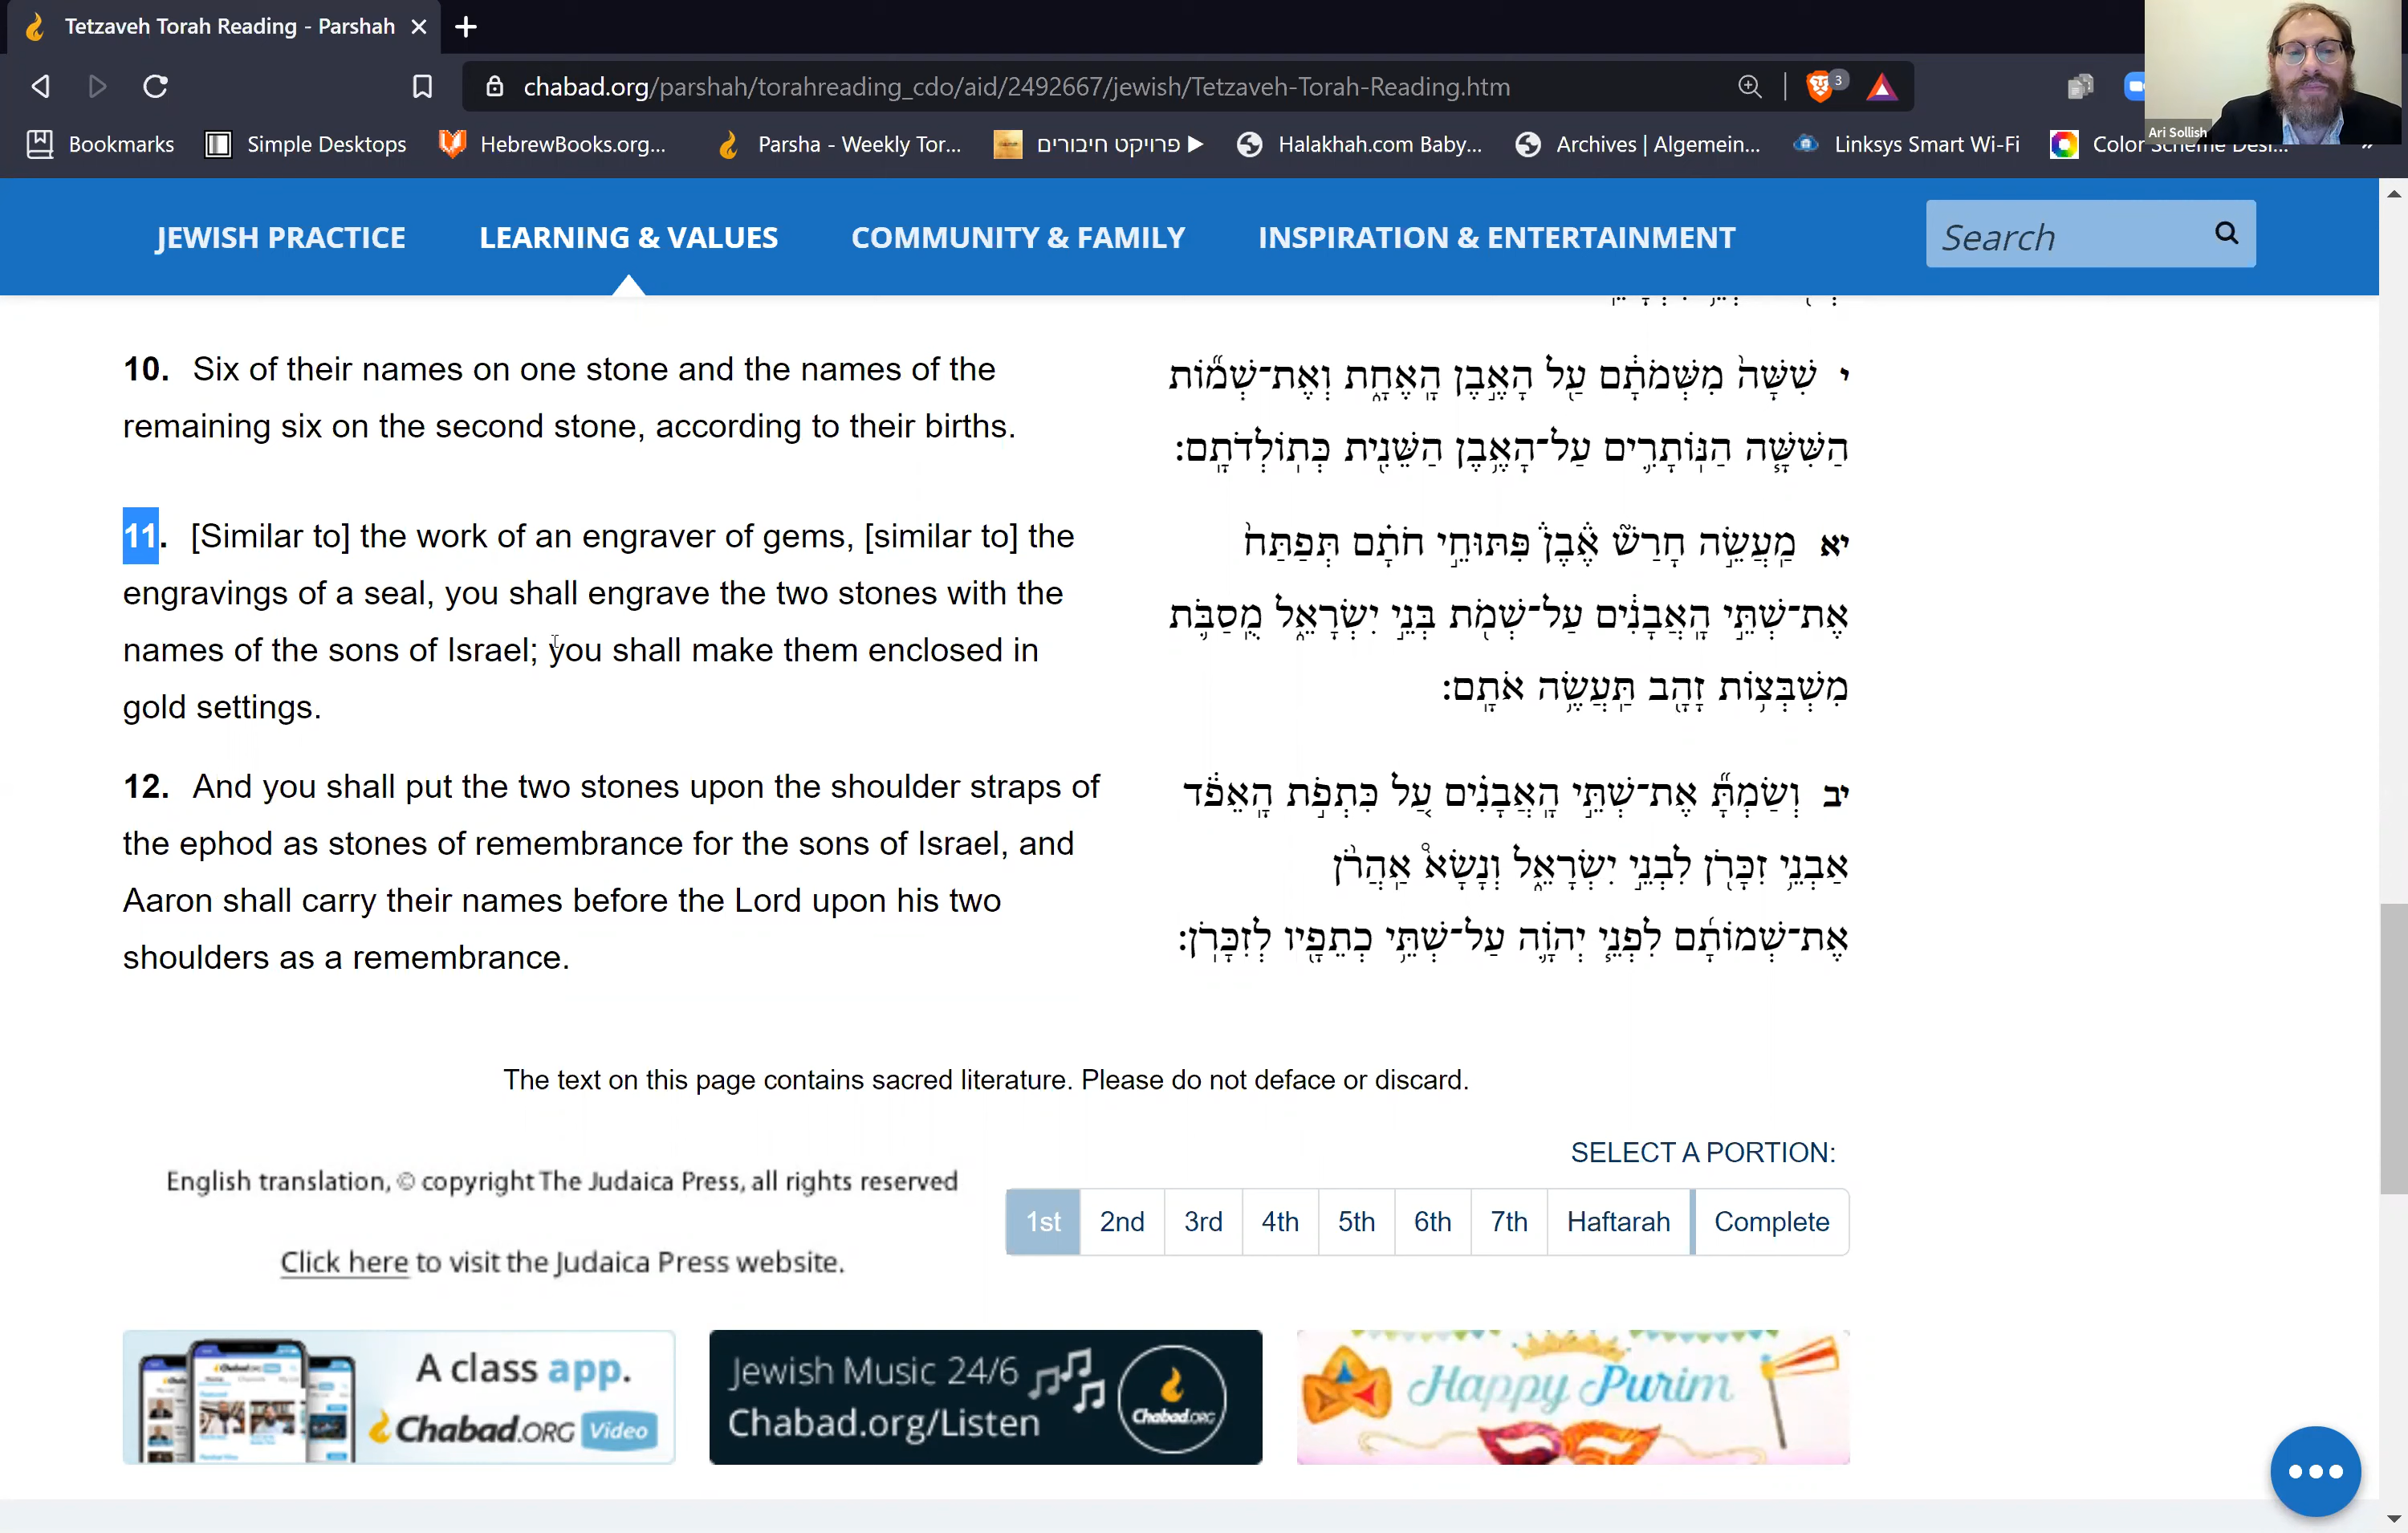 Tetzaveh Torah Reading - Parshah
chabad.org/parshah/torahreading_cdo/aid/2492667/jewish/Tetzaveh-Torah-Reading.htm
3
Ari Sollish
Bookmarks
Simple Desktops
HebrewBooks.org...
Parsha - Weekly Tor...
פרויקט חיבורים
Halakhah.com Baby...
Archives | Algemein...
Linksys Smart Wi-Fi
Color Scheme Desi...
JEWISH PRACTICE
LEARNING & VALUES
COMMUNITY & FAMILY
INSPIRATION & ENTERTAINMENT
Search
10. Six of their names on one stone and the names of the
remaining six on the second stone, according to their births.
י שִׁשָּׁה֙ מִשְּׁמֹתָ֔ם עַ֖ל הָאֶ֣בֶן הָֽאֶחָ֑ת וְאֶת־שְׁמ֞וֹת
הַשִּׁשָּׁ֧ה הַנּֽוֹתָרִ֛ים עַל־הָאֶ֥בֶן הַשֵּׁנִ֖ית כְּתֽוֹלְדֹתָֽם:
11. [Similar to] the work of an engraver of gems, [similar to] the
engravings of a seal, you shall engrave the two stones with the
names of the sons of Israel; you shall make them enclosed in
gold settings.
יא מַֽעֲשֵׂ֣ה חָרַשׁ֘ אֶ֒בֶן֒ פִּתּוּחֵ֣י חֹתָ֗ם תְּפַתַּח֙
אֶת־שְׁתֵּ֣י הָֽאֲבָנִ֔ים עַל־שְׁמֹ֖ת בְּנֵ֣י יִשְׂרָאֵ֑ל מֻֽסַבֹּ֛ת
מִשְׁבְּצ֥וֹת זָהָ֖ב תַּֽעֲשֶׂ֥ה אֹתָֽם:
12. And you shall put the two stones upon the shoulder straps of
the ephod as stones of remembrance for the sons of Israel, and
Aaron shall carry their names before the Lord upon his two
shoulders as a remembrance.
יב וְשַׂמְתָּ֞ אֶת־שְׁתֵּ֣י הָֽאֲבָנִ֗ים עַ֚ל כִּתְפֹ֣ת הָֽאֵפֹ֔ד
אַבְנֵ֥י זִכָּרֹ֖ן לִבְנֵ֣י יִשְׂרָאֵ֑ל וְנָשָׂא֩ אַֽהֲרֹ֨ן
אֶת־שְׁמוֹתָ֜ם לִפְנֵ֧י יְהֹוָ֛ה עַל־שְׁתֵּ֥י כְתֵפָ֖יו לְזִכָּרֹֽן:
The text on this page contains sacred literature. Please do not deface or discard.
SELECT A PORTION:
English translation, © copyright The Judaica Press, all rights reserved
1st 2nd 3rd 4th 5th 6th 7th Haftarah Complete
Click here to visit the Judaica Press website.
A class app.
Chabad.ORG Video
Jewish Music 24/6
Chabad.org/Listen
Chabad.ORG
Happy Purim